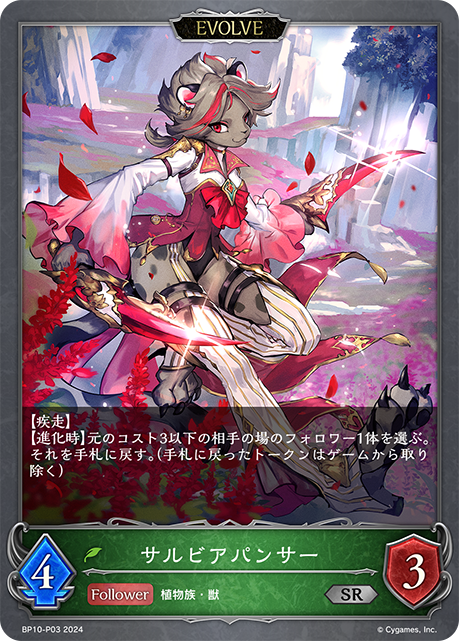 EVOLVE
【疾走】
【進化時】元のコスト3以下の相手の場のフォロワー1体を選ぶ。
それを手札に戻す。(手札に戻ったトークンはゲームから取り
除く)
サルビアパンサー
4
Follower 植物族・獣 SR
3
BP10-P03 2024 © Cygames, Inc.